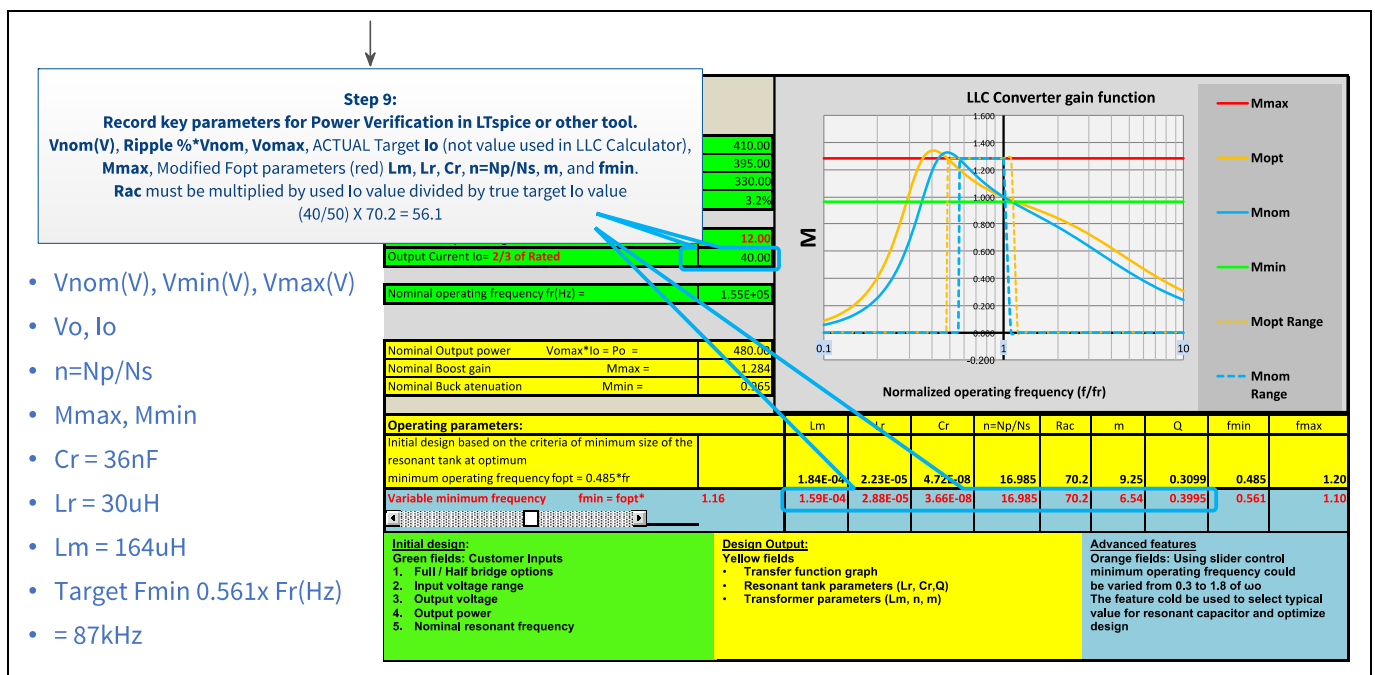 Step 9:
Record key parameters for Power Verification in LTspice or other tool.
Vnom(V), Ripple %*Vnom, Vomax, ACTUAL Target Io (not value used in LLC Calculator),
Mmax, Modified Fopt parameters (red) Lm, Lr, Cr, n=Np/Ns, m, and fmin.
Rac must be multiplied by used Io value divided by true target Io value
(40/50) X 70.2 = 56.1
• Vnom(V), Vmin(V), Vmax(V)
• Vo, Io
• n=Np/Ns
• Mmax, Mmin
• Cr = 36nF
• Lr = 30uH
• Lm = 164uH
• Target Fmin 0.561x Fr(Hz)
• = 87kHz
410.00
395.00
330.00
3.2%
12.00
Output Current Io= 2/3 of Rated 40.00
Nominal operating frequency fr(Hz) = 1.55E+05
Nominal Output power Vomax*Io = Po = 480.00
Nominal Boost gain Mmax = 1.284
Nominal Buck atenuation Mmin = 0.965
LLC Converter gain function
M
1.600
1.400
1.200
1.000
0.800
0.600
0.400
0.200
0.000
-0.200
0.1 1 10
Normalized operating frequency (f/fr)
Mmax
Mopt
Mnom
Mmin
Mopt Range
Mnom
Range
Operating parameters: Lm Lr Cr n=Np/Ns Rac m Q fmin fmax
Initial design based on the criteria of minimum size of the
resonant tank at optimum
minimum operating frequency fopt = 0.485*fr 1.84E-04 2.23E-05 4.72E-08 16.985 70.2 9.25 0.3099 0.485 1.20
Variable minimum frequency fmin = fopt* 1.16 1.59E-04 2.88E-05 3.66E-08 16.985 70.2 6.54 0.3995 0.561 1.10
Initial design:
Green fields: Customer Inputs
1. Full / Half bridge options
2. Input voltage range
3. Output voltage
4. Output power
5. Nominal resonant frequency
Design Output:
Yellow fields
• Transfer function graph
• Resonant tank parameters (Lr, Cr,Q)
• Transformer parameters (Lm, n, m)
Advanced features
Orange fields: Using slider control
minimum operating frequency could
be varied from 0.3 to 1.8 of ωo
The feature cold be used to select typical
value for resonant capacitor and optimize
design